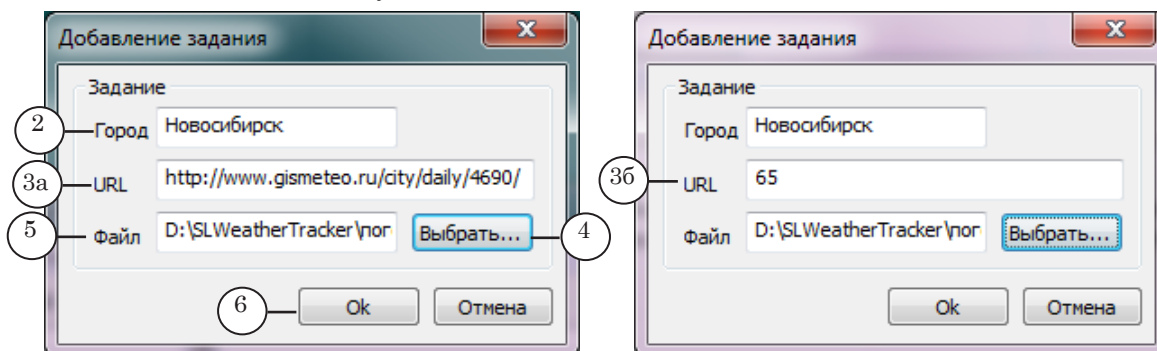 Добавление задания
Задание
2
Город
Новосибирск
3а
URL
http://www.gismeteo.ru/city/daily/4690/
5
Файл
D:\SLWeatherTracker\пог
Выбрать...
4
6
Ok
Отмена
Добавление задания
Задание
Город
Новосибирск
3б
URL
65
Файл
D:\SLWeatherTracker\пог
Выбрать...
Ok
Отмена